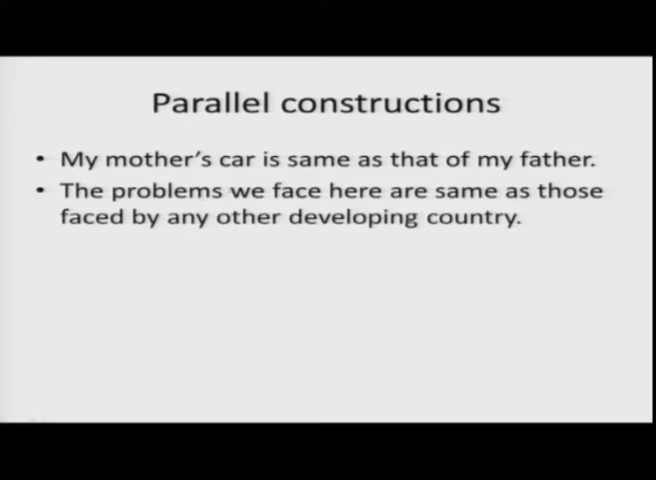 Parallel constructions
• My mother's car is same as that of my father.
• The problems we face here are same as those
faced by any other developing country.